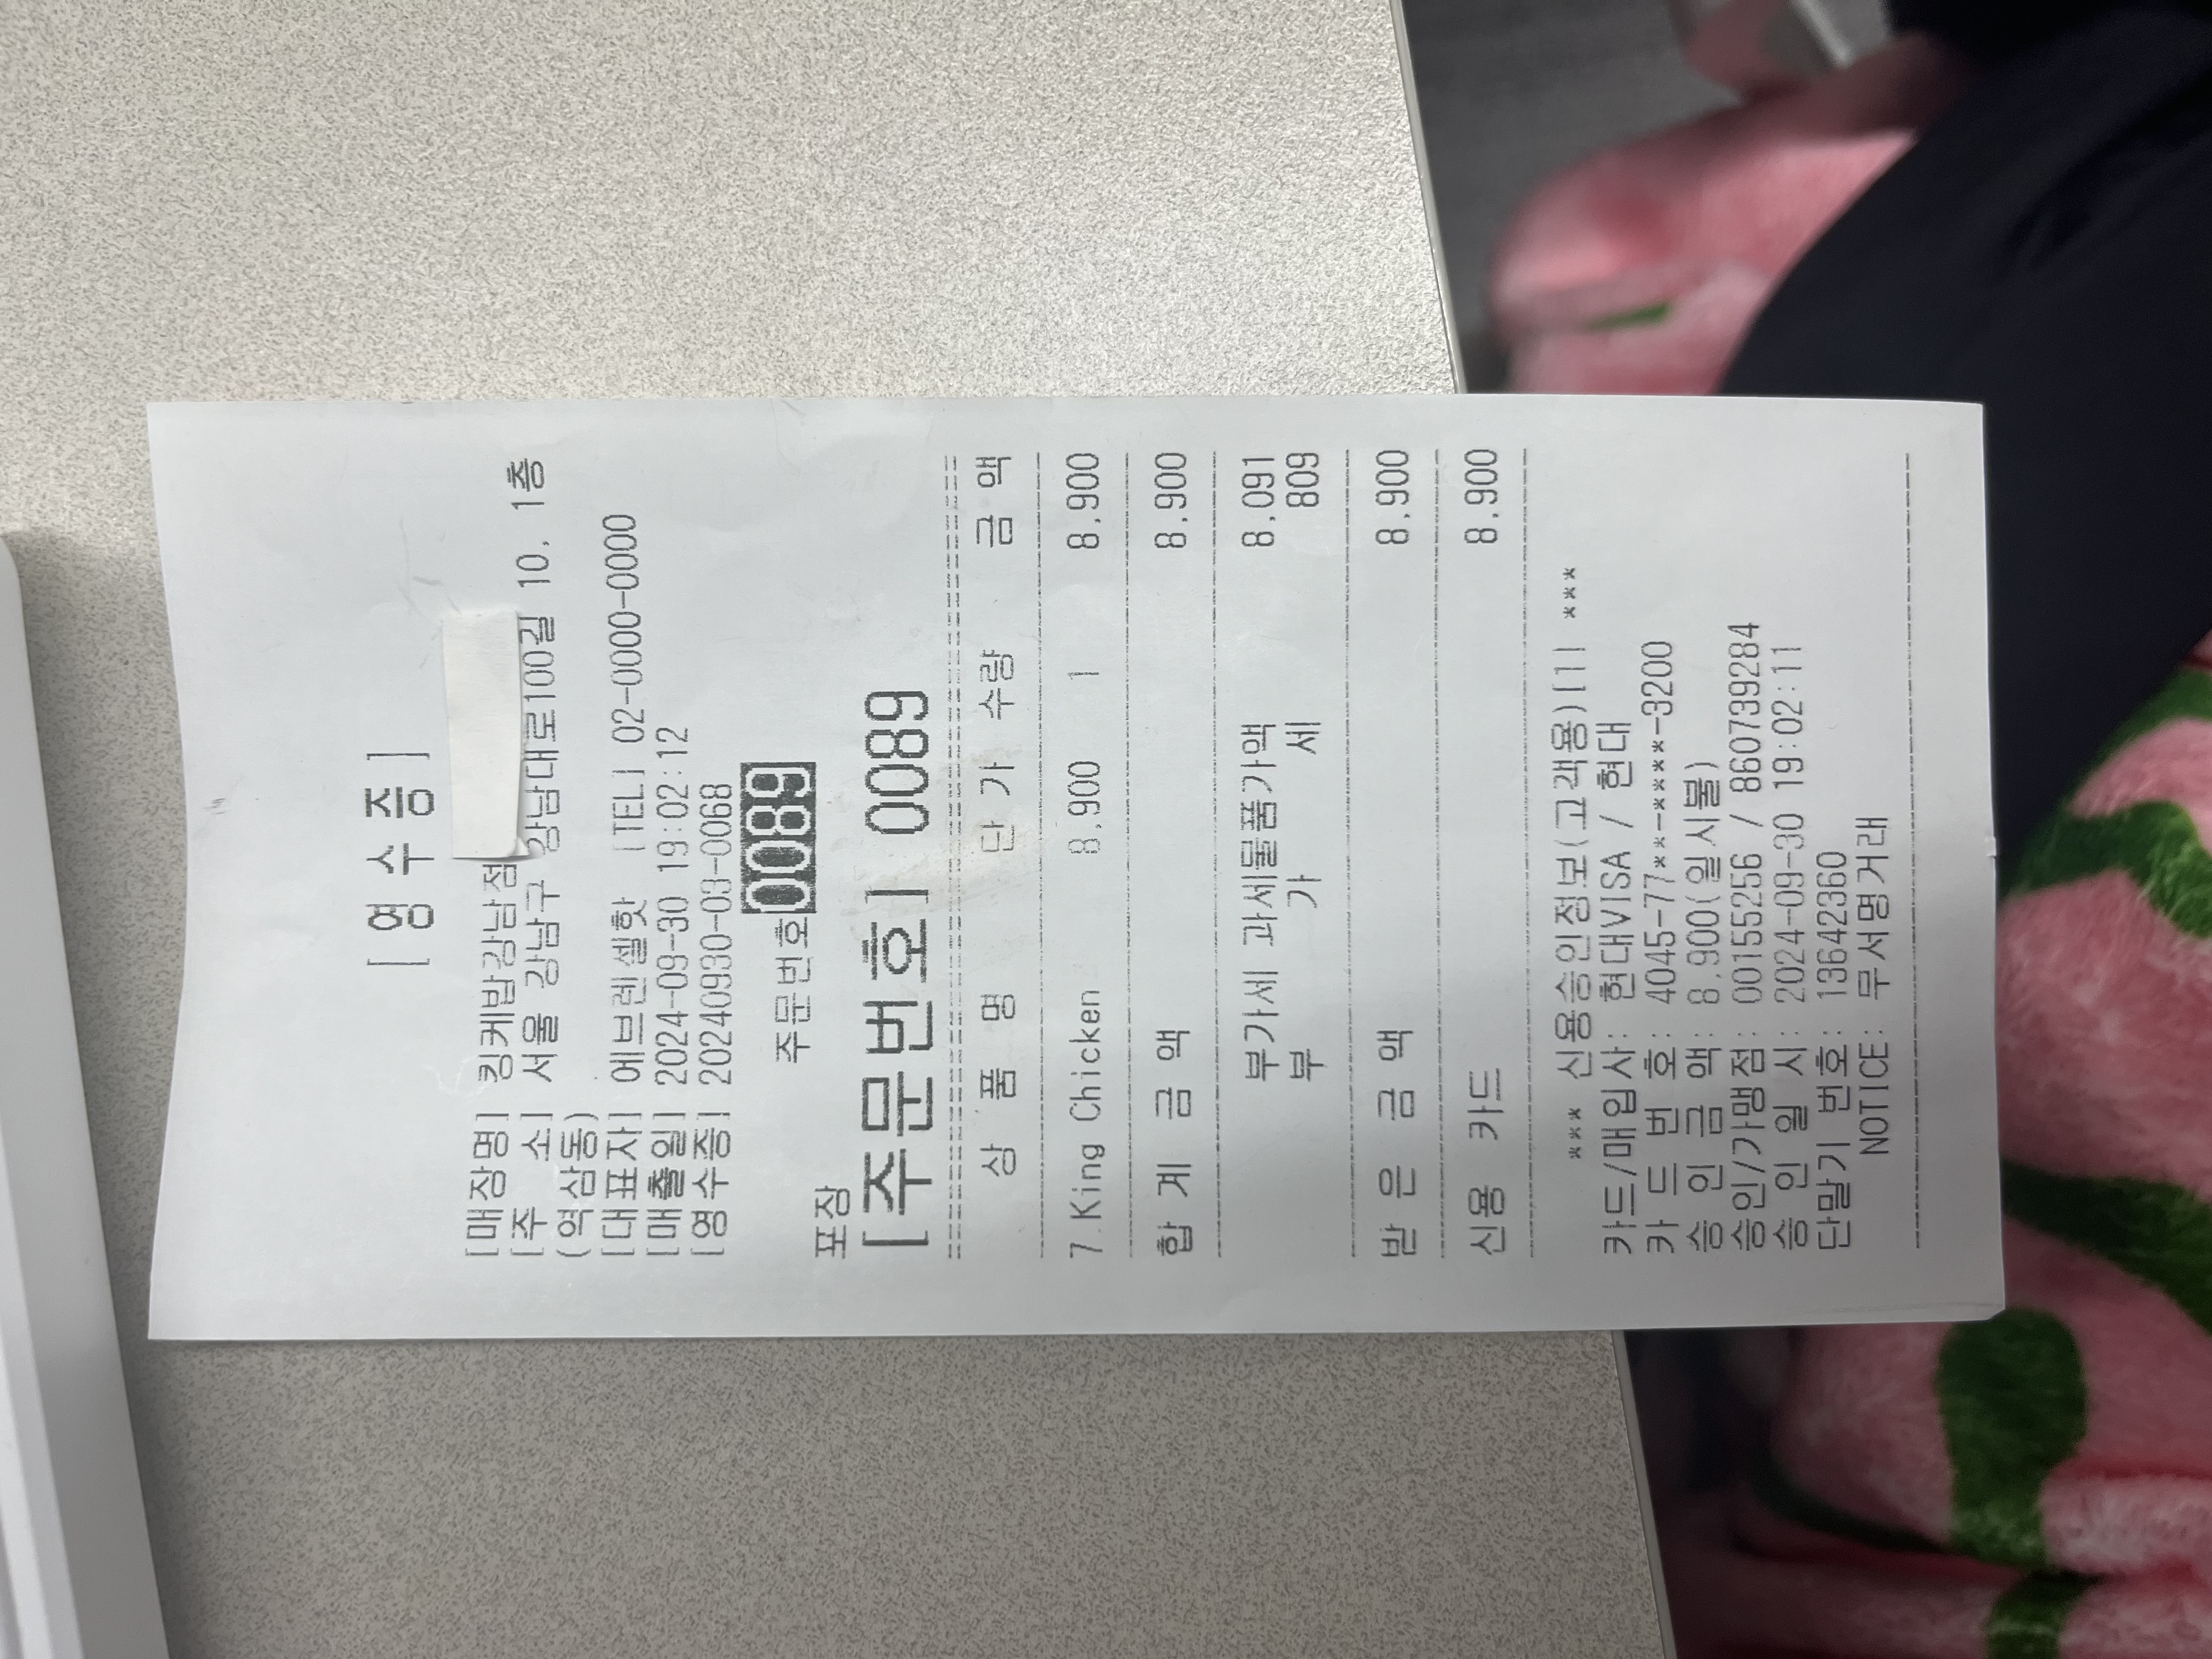 [영수증]
[매장명] 킹케밥강남점
[주 소] 서울 강남구 강남대로100길 10, 1층
(역삼동)
[대표자] 에브렌셀핫 [TEL] 02-0000-0000
[매출일] 2024-09-30 19:02:12
[영수증] 20240930-03-0068
주문번호 0089
포장
[주문번호] 0089
상 품 명 단 가 수량 금 액
7.King Chicken 8,900 1 8,900
합 계 금 액 8,900
부가세 과세물품가액 8,091
부 가 세 809
받 은 금 액 8,900
신용 카드 8,900
*** 신용승인정보(고객용)[1] ***
카드/매입사: 현대VISA / 현대
카 드 번 호: 4045-77**-****-3200
승 인 금 액: 8,900(일시불)
승인/가맹점: 00155256 / 860739284
승 인 일 시: 2024-09-30 19:02:11
단말기 번호: 13642360
NOTICE: 무서명거래